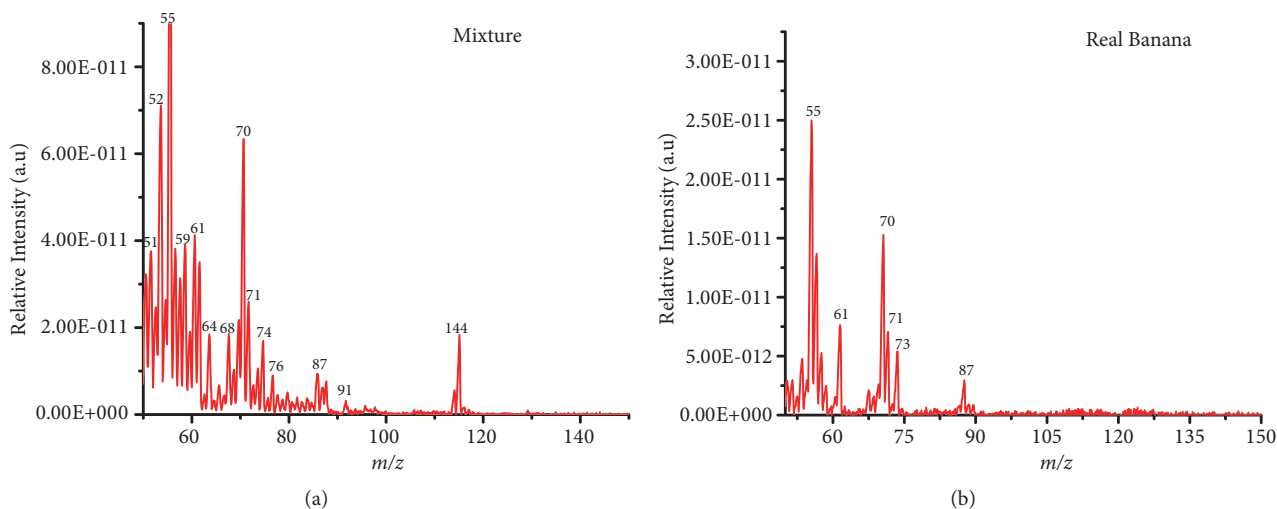 Mixture
Relative Intensity (a.u)
8.00E-011
6.00E-011
4.00E-011
2.00E-011
0.00E+000
55
52
51
59
61
64
68
70
71
74
76
87
91
144
60
80
100
120
140
m/z
(a)
Real Banana
Relative Intensity (a.u)
3.00E-011
2.50E-011
2.00E-011
1.50E-011
1.00E-011
5.00E-012
0.00E+000
55
61
70
71
73
87
60
75
90
105
120
135
150
m/z
(b)